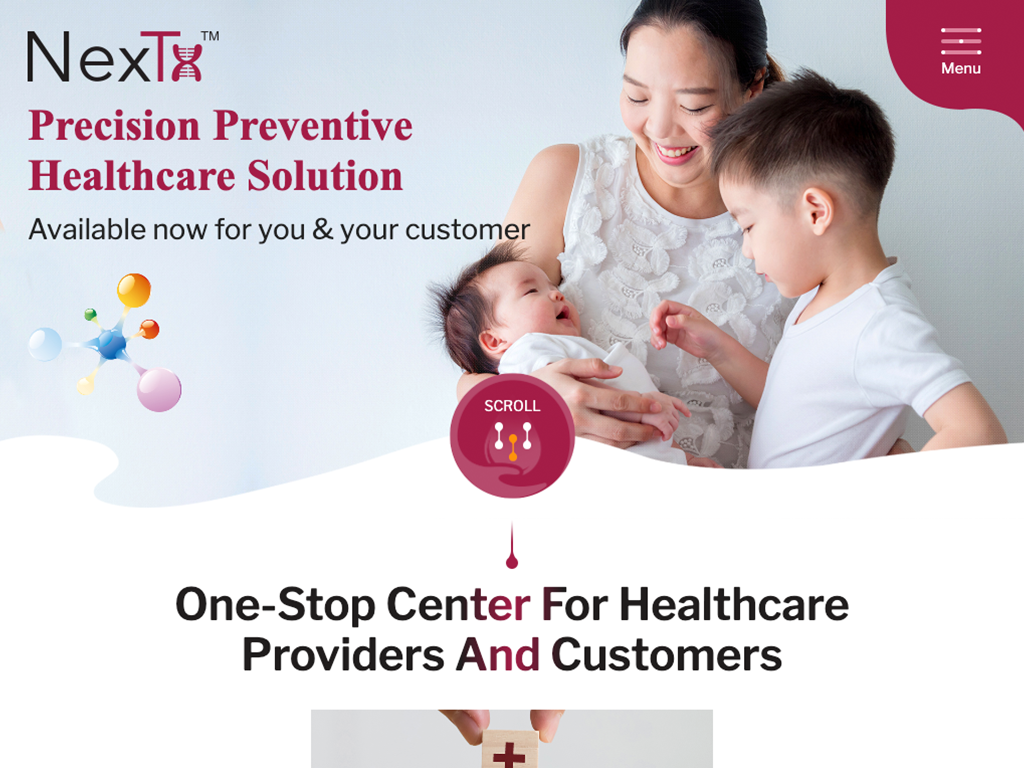 NexTx™
Menu
Precision Preventive
Healthcare Solution
Available now for you & your customer
SCROLL
One-Stop Center For Healthcare
Providers And Customers